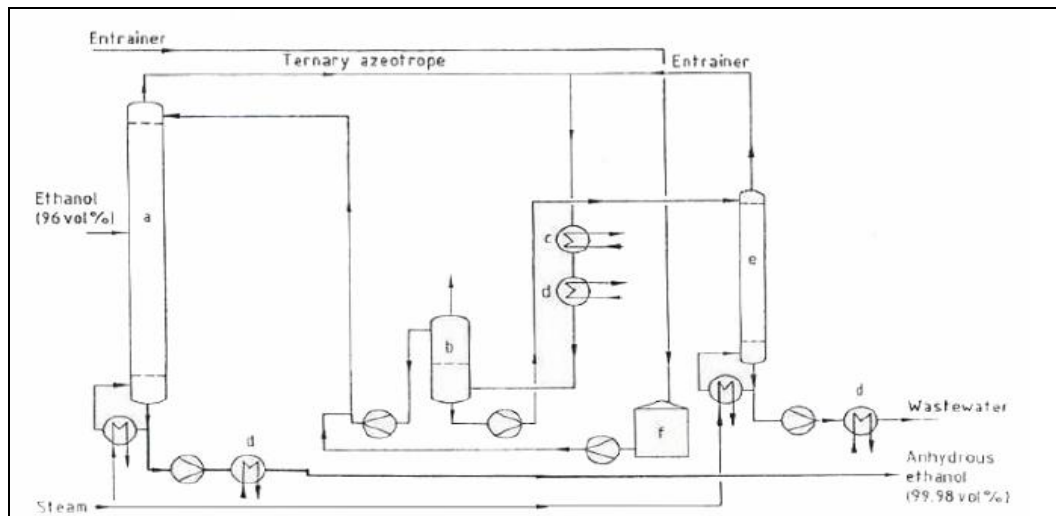 Entrainer
Ternary azeotrope
Entrainer
Ethanol
(96 vol%)
a
c
e
d
b
d
d
f
Wastewater
Anhydrous
ethanol
(99.98 vol%)
Steam